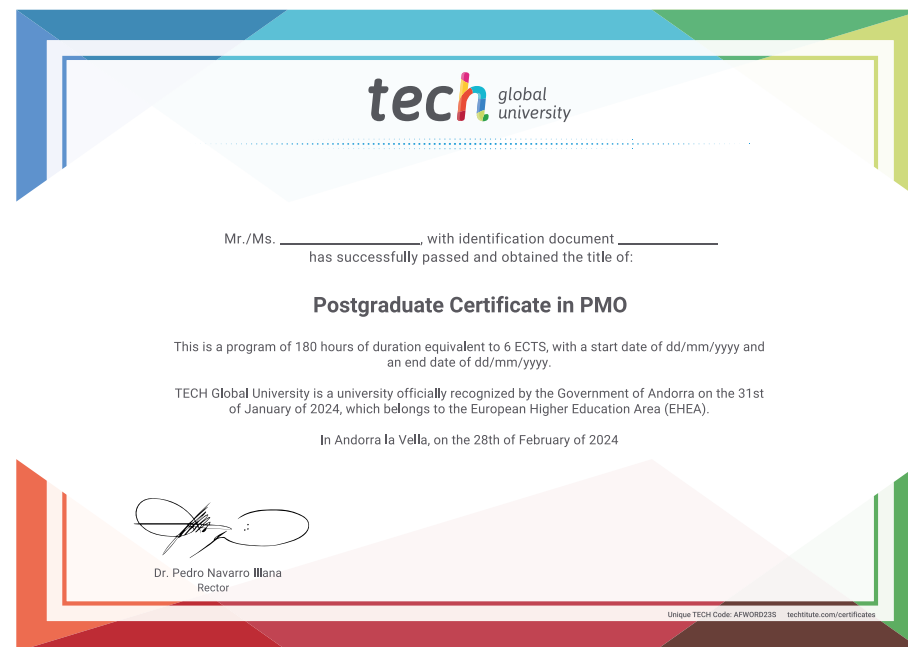 tech global university
Mr./Ms. ____________________, with identification document ______________
has successfully passed and obtained the title of:
Postgraduate Certificate in PMO
This is a program of 180 hours of duration equivalent to 6 ECTS, with a start date of dd/mm/yyyy and
an end date of dd/mm/yyyy.
TECH Global University is a university officially recognized by the Government of Andorra on the 31st
of January of 2024, which belongs to the European Higher Education Area (EHEA).
In Andorra la Vella, on the 28th of February of 2024
Dr. Pedro Navarro Illana
Rector
Unique TECH Code: AFWORD23S techtitute.com/certificates